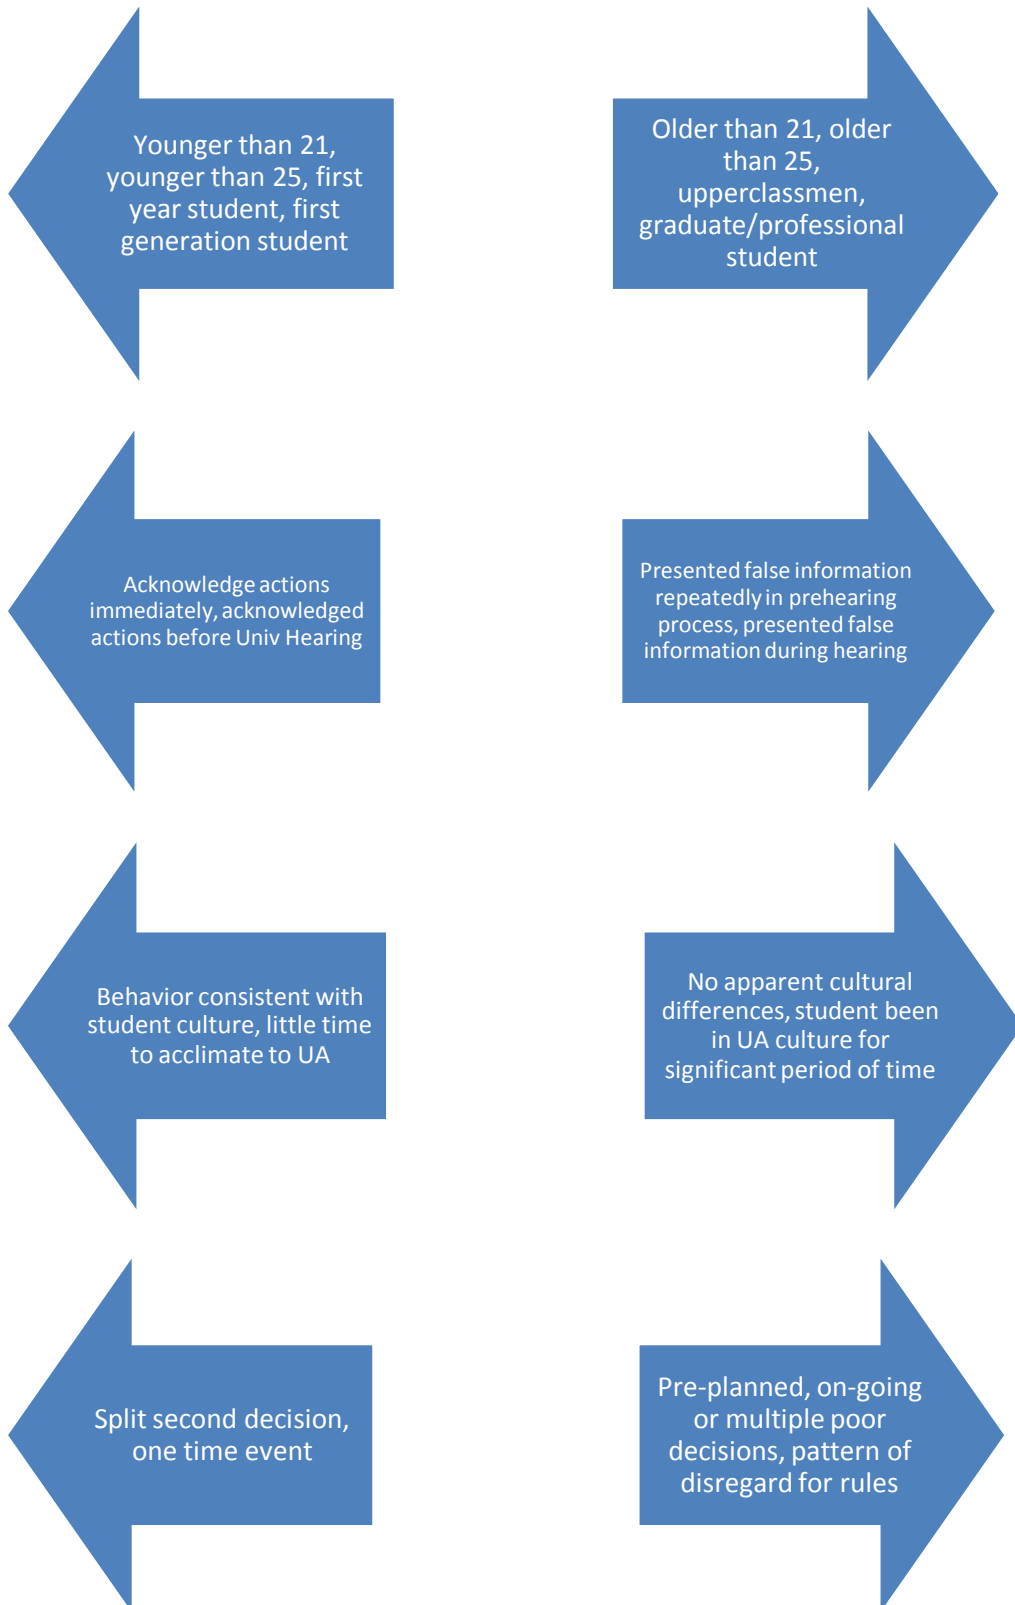 Younger than 21,
younger than 25, first
year student, first
generation student
Older than 21, older
than 25,
upperclassmen,
graduate/professional
student
Acknowledge actions
immediately, acknowledged
actions before Univ Hearing
Presented false information
repeatedly in prehearing
process, presented false
information during hearing
Behavior consistent with
student culture, little time
to acclimate to UA
No apparent cultural
differences, student been
in UA culture for
significant period of time
Split second decision,
one time event
Pre-planned, on-going
or multiple poor
decisions, pattern of
disregard for rules